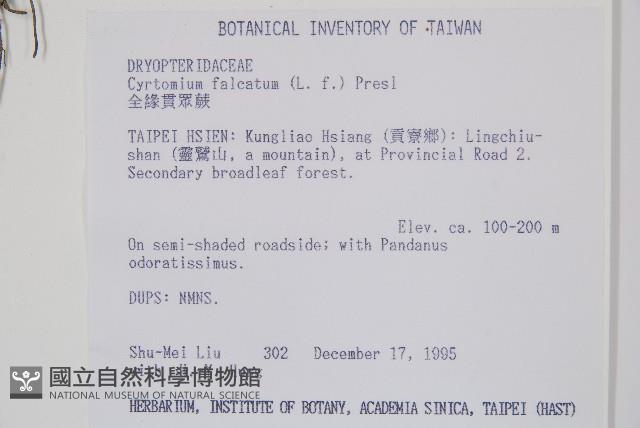 BOTANICAL INVENTORY OF TAIWAN
DRYOPTERIDACEAE
Cyrtomium falcatum (L. f.) Presl
全緣貫眾蕨
TAIPEI HSIEN: Kungliao Hsiang (貢寮鄉): Lingchiu-
shan (靈鷲山, a mountain), at Provincial Road 2.
Secondary broadleaf forest.
Elev. ca. 100-200 m
On semi-shaded roadside; with Pandanus
odoratissimus.
DUPS: NMNS.
Shu-Mei Liu 302 December 17, 1995
國立自然科學博物館
NATIONAL MUSEUM OF NATURAL SCIENCE
HERBARIUM, INSTITUTE OF BOTANY, ACADEMIA SINICA, TAIPEI (HAST)